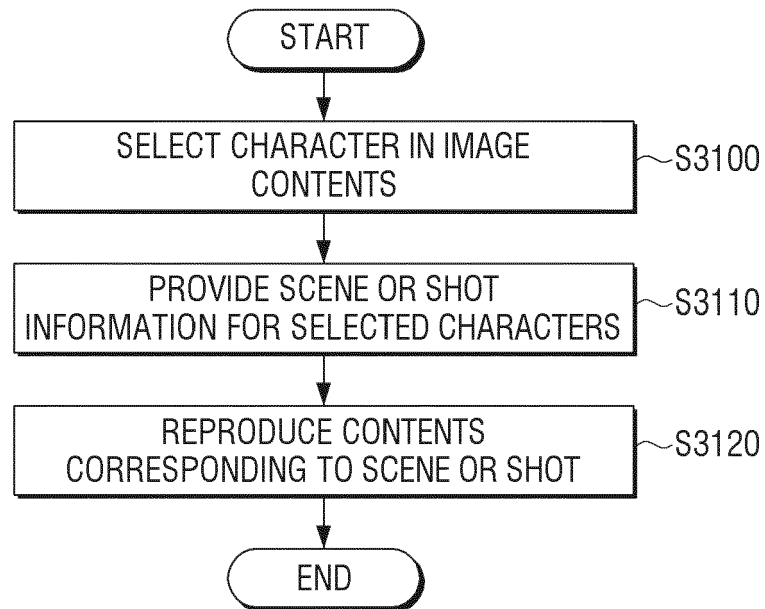 START
SELECT CHARACTER IN IMAGE
CONTENTS
S3100
PROVIDE SCENE OR SHOT
INFORMATION FOR SELECTED CHARACTERS
S3110
REPRODUCE CONTENTS
CORRESPONDING TO SCENE OR SHOT
S3120
END